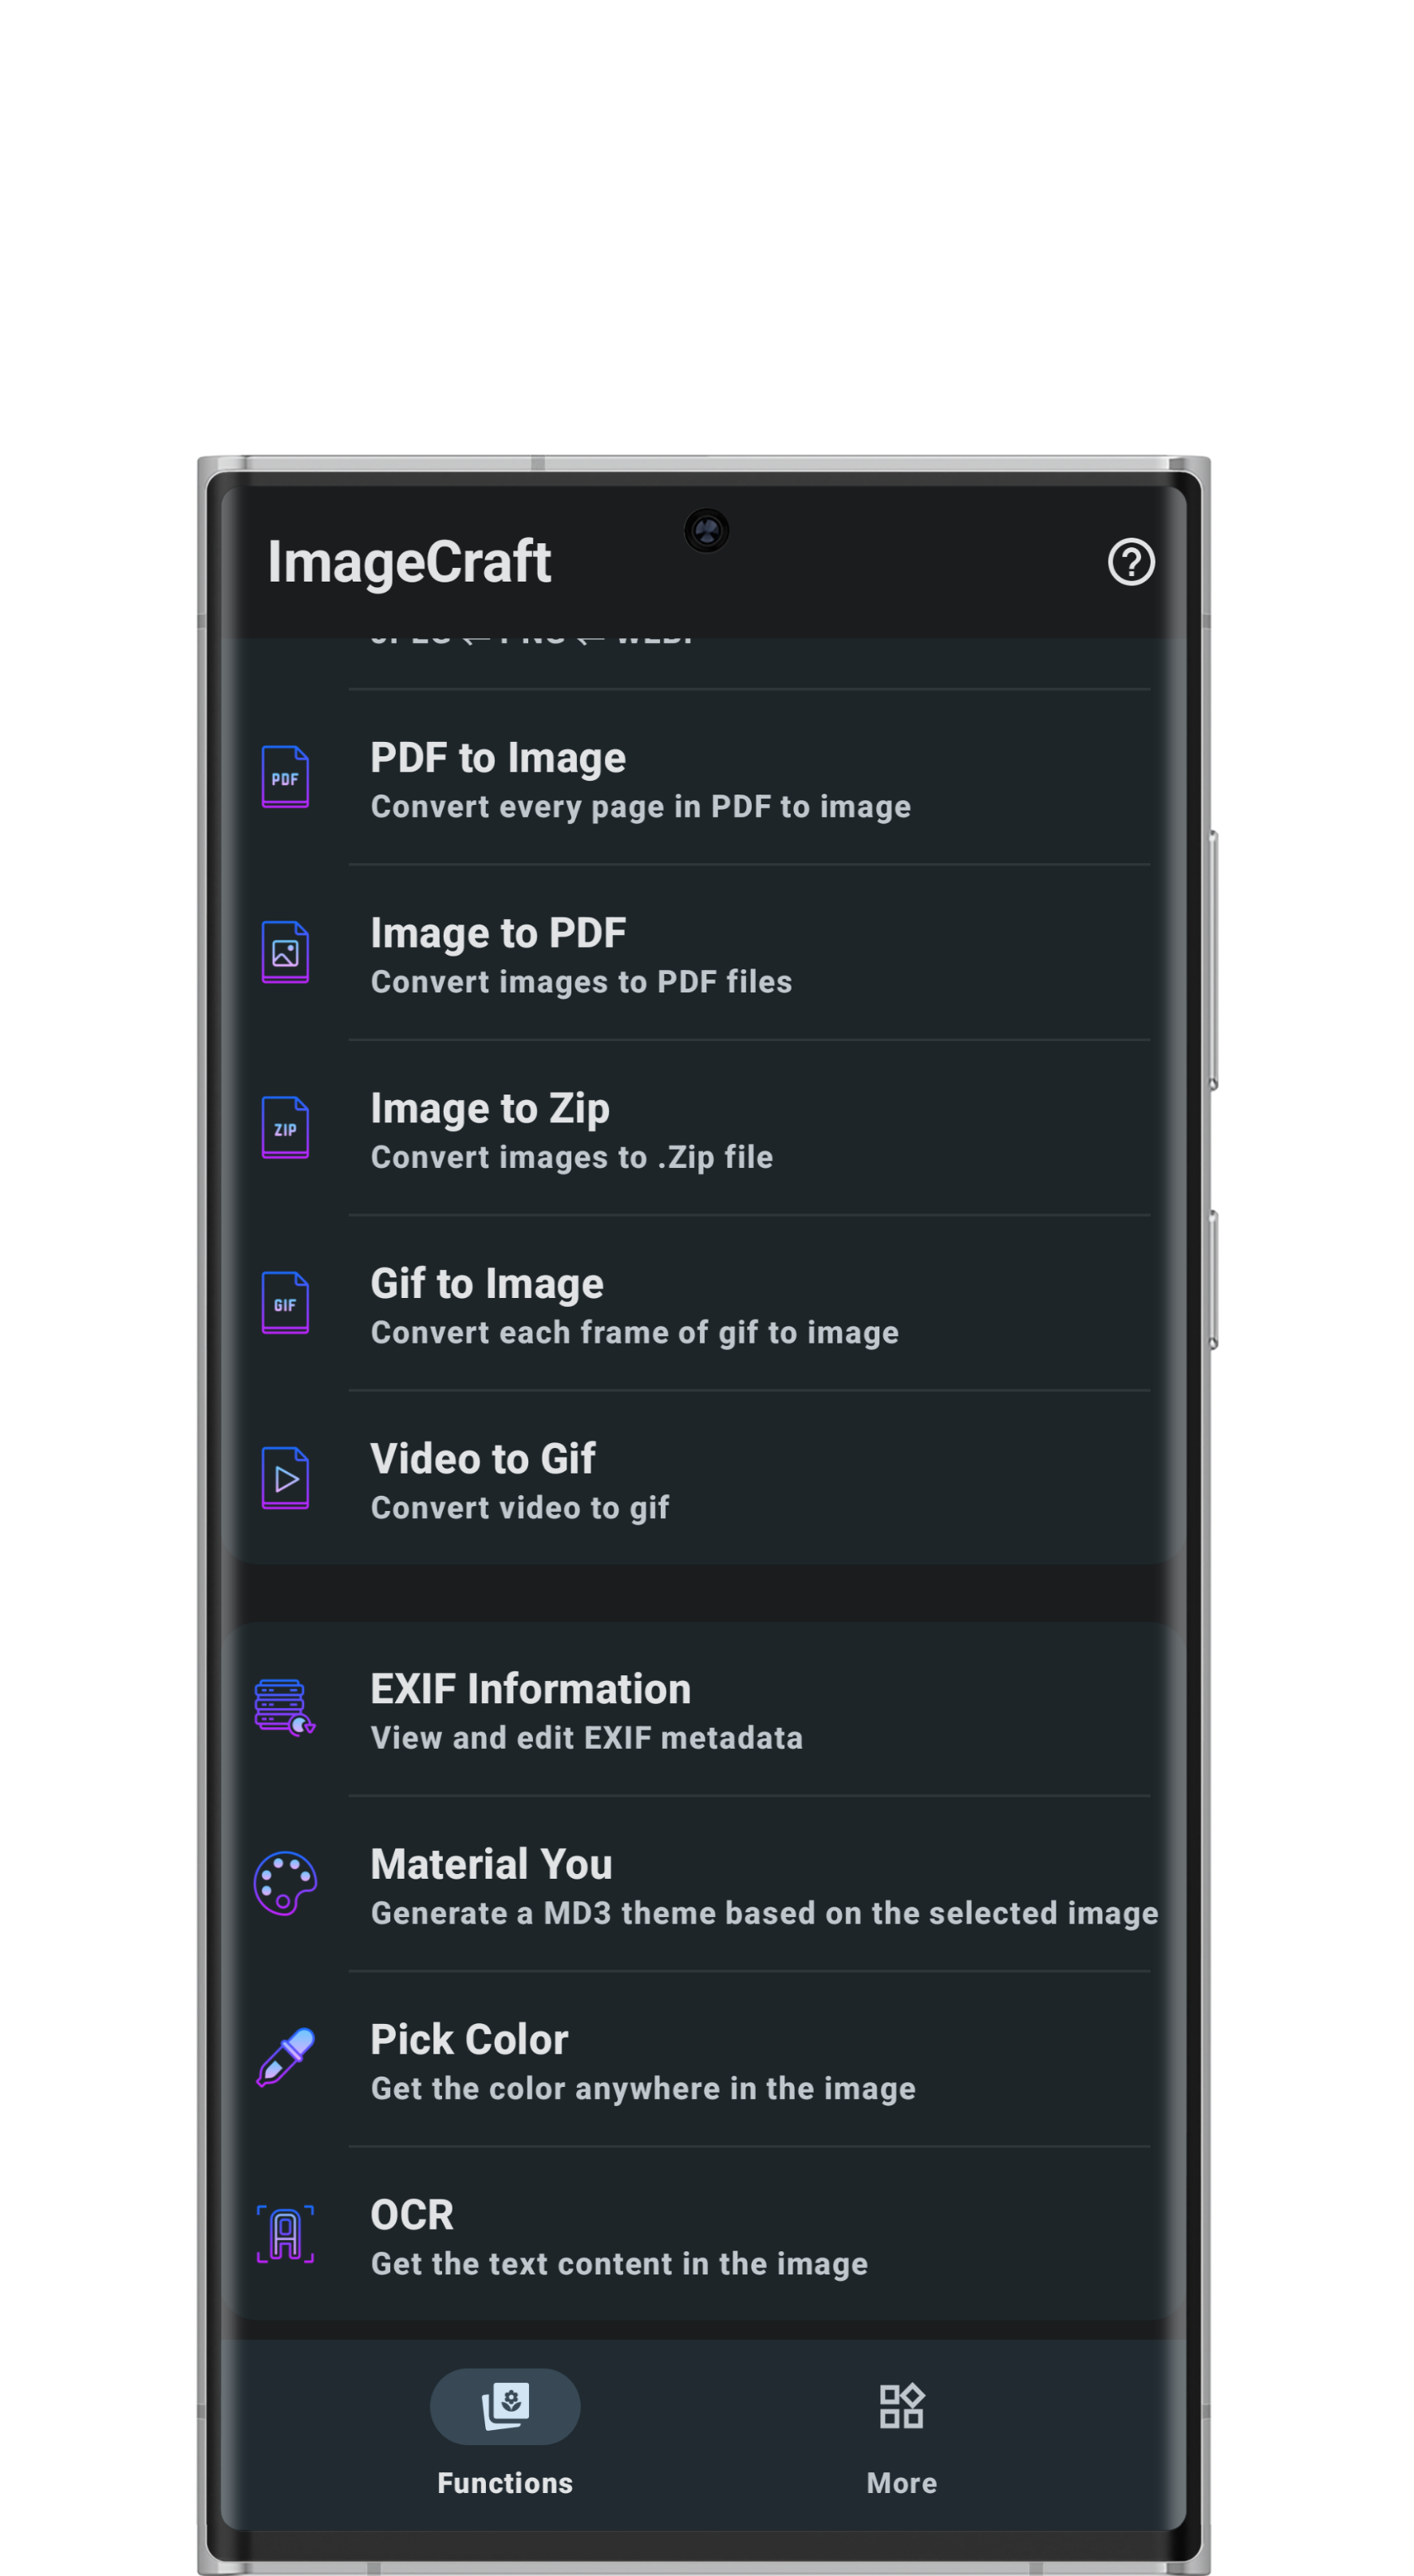 ImageCraft
PDF
PDF to Image
Convert every page in PDF to image
Image to PDF
Convert images to PDF files
ZIP
Image to Zip
Convert images to .Zip file
GIF
Gif to Image
Convert each frame of gif to image
Video to Gif
Convert video to gif
EXIF Information
View and edit EXIF metadata
Material You
Generate a MD3 theme based on the selected image
Pick Color
Get the color anywhere in the image
A
OCR
Get the text content in the image
Functions
More